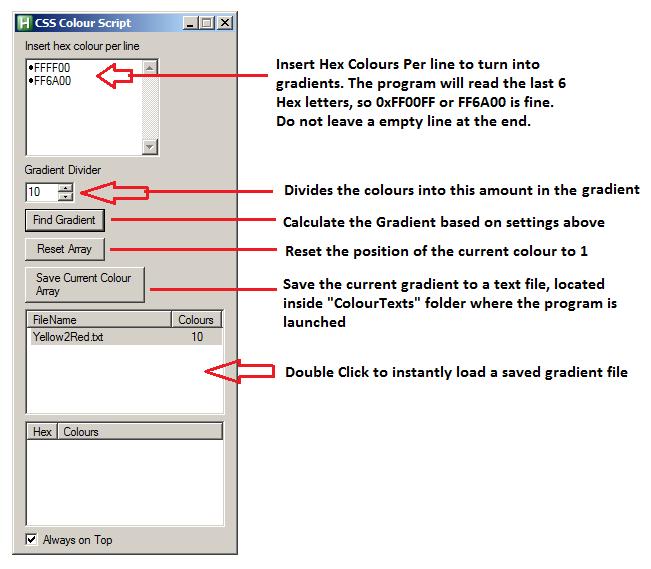 CSS Colour Script
Insert hex colour per line
♦FFFF00
♦FF6A00
Insert Hex Colours Per line to turn into
gradients. The program will read the last 6
Hex letters, so 0xFF00FF or FF6A00 is fine.
Do not leave a empty line at the end.
Gradient Divider
10
Divides the colours into this amount in the gradient
Find Gradient
Calculate the Gradient based on settings above
Reset Array
Reset the position of the current colour to 1
Save Current Colour
Array
Save the current gradient to a text file, located
inside "ColourTexts" folder where the program is
launched
FileName Colours
Yellow2Red.txt 10
Double Click to instantly load a saved gradient file
Hex Colours
Always on Top